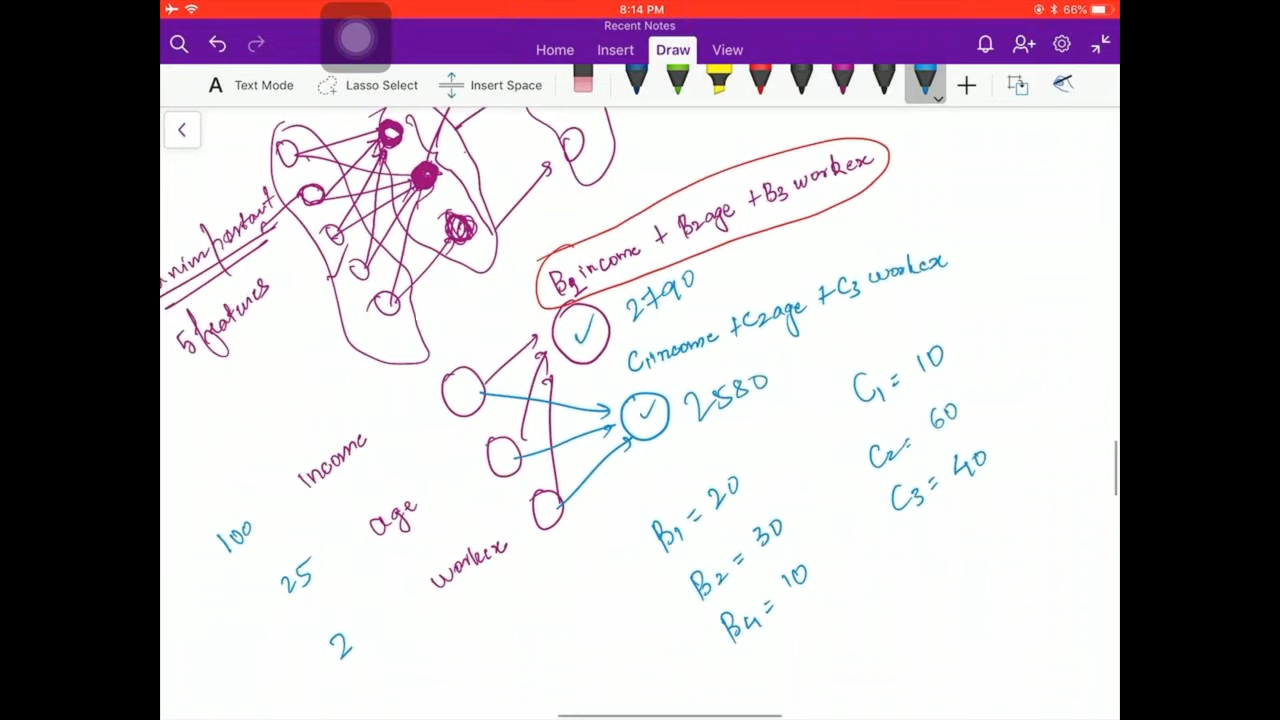 8:14 PM
66%
Recent Notes
Home Insert Draw View
A Text Mode Lasso Select Insert Space
unimportant
5 features
B1 income + B2 age + B3 workex
2790
C1 income + C2 age + C3 workex
2580
C1 = 10
C2 = 60
C3 = 40
income
age
workex
100
25
2
B1 = 20
B2 = 30
B4 = 10